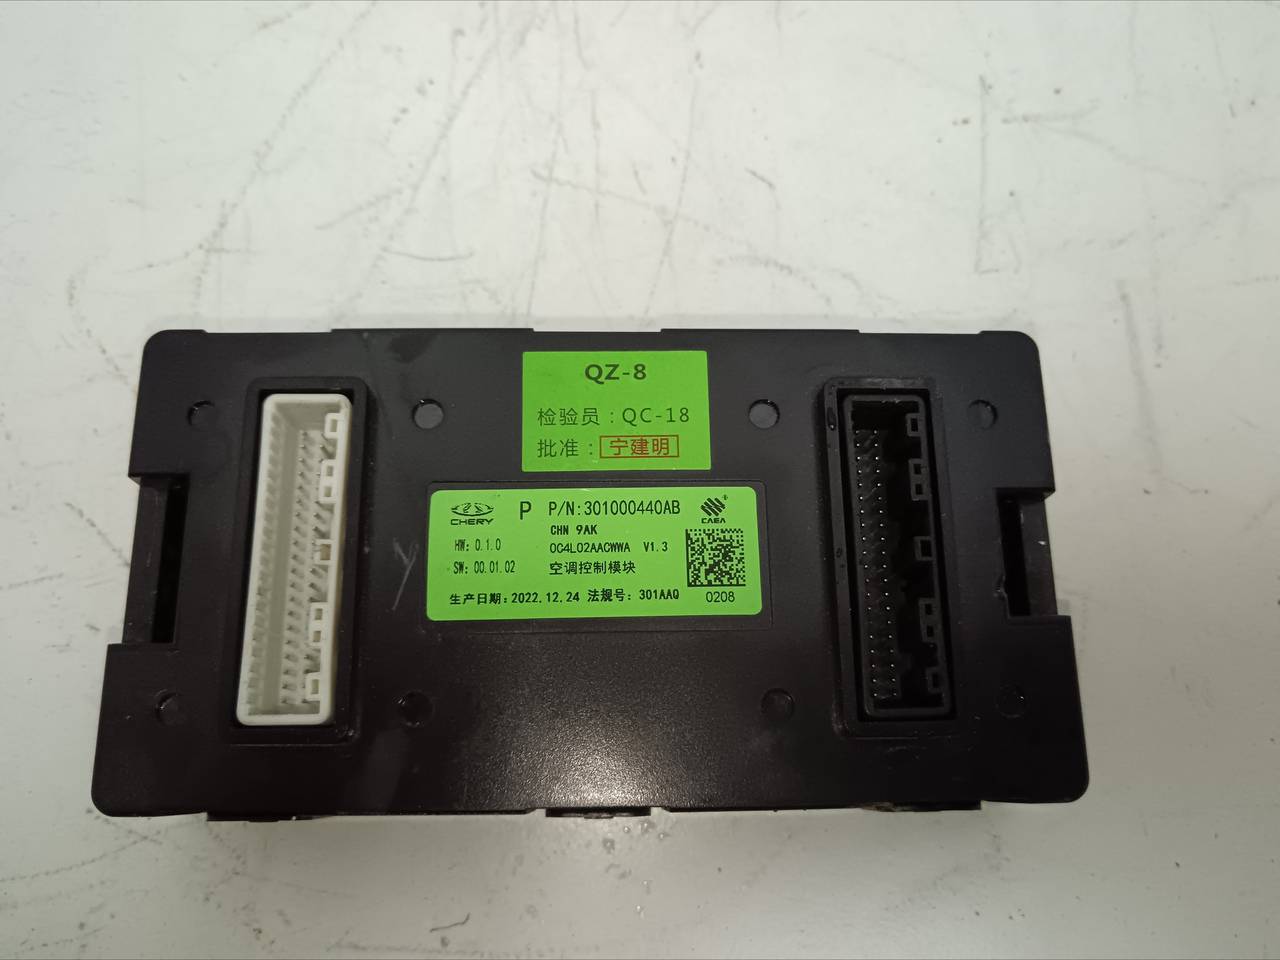 QZ-8
检验员：QC-18
批准：宁建明
CHERY P P/N:301000440AB CAEA
CHN 9AK
HW: 0.1.0 0C4L02AACWWA V1.3
SW: 00.01.02 空调控制模块
生产日期: 2022.12.24 法规号: 301AAQ 0208